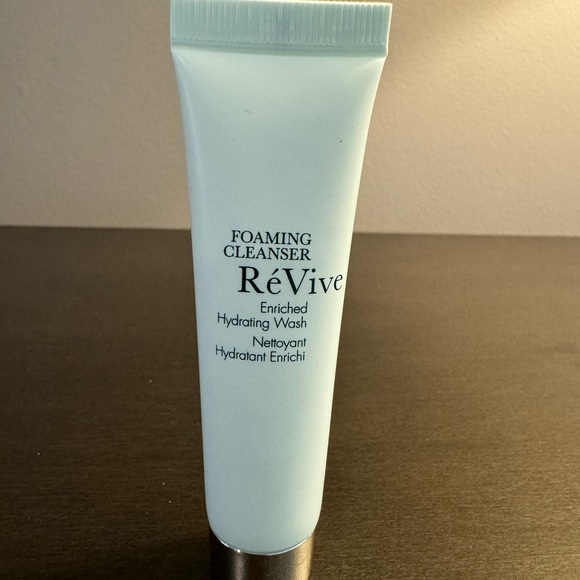 FOAMING
CLEANSER
RéVive
Enriched
Hydrating Wash
Nettoyant
Hydratant Enrichi